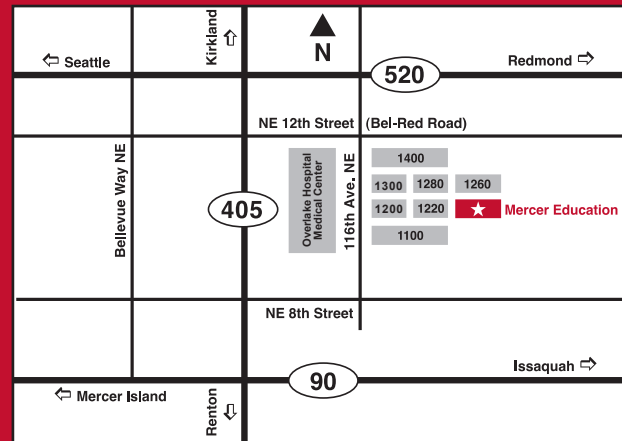 Kirkland
N
Seattle
Redmond
520
NE 12th Street
(Bel-Red Road)
Bellevue Way NE
405
Overlake Hospital
Medical Center
116th Ave. NE
1400
1300
1280
1260
1200
1220
Mercer Education
1100
NE 8th Street
Issaquah
90
Mercer Island
Renton